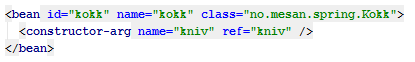 <bean id="kokk" name="kokk" class="no.mesan.spring.Kokk">
  <constructor-arg name="kniv" ref="kniv" />
</bean>